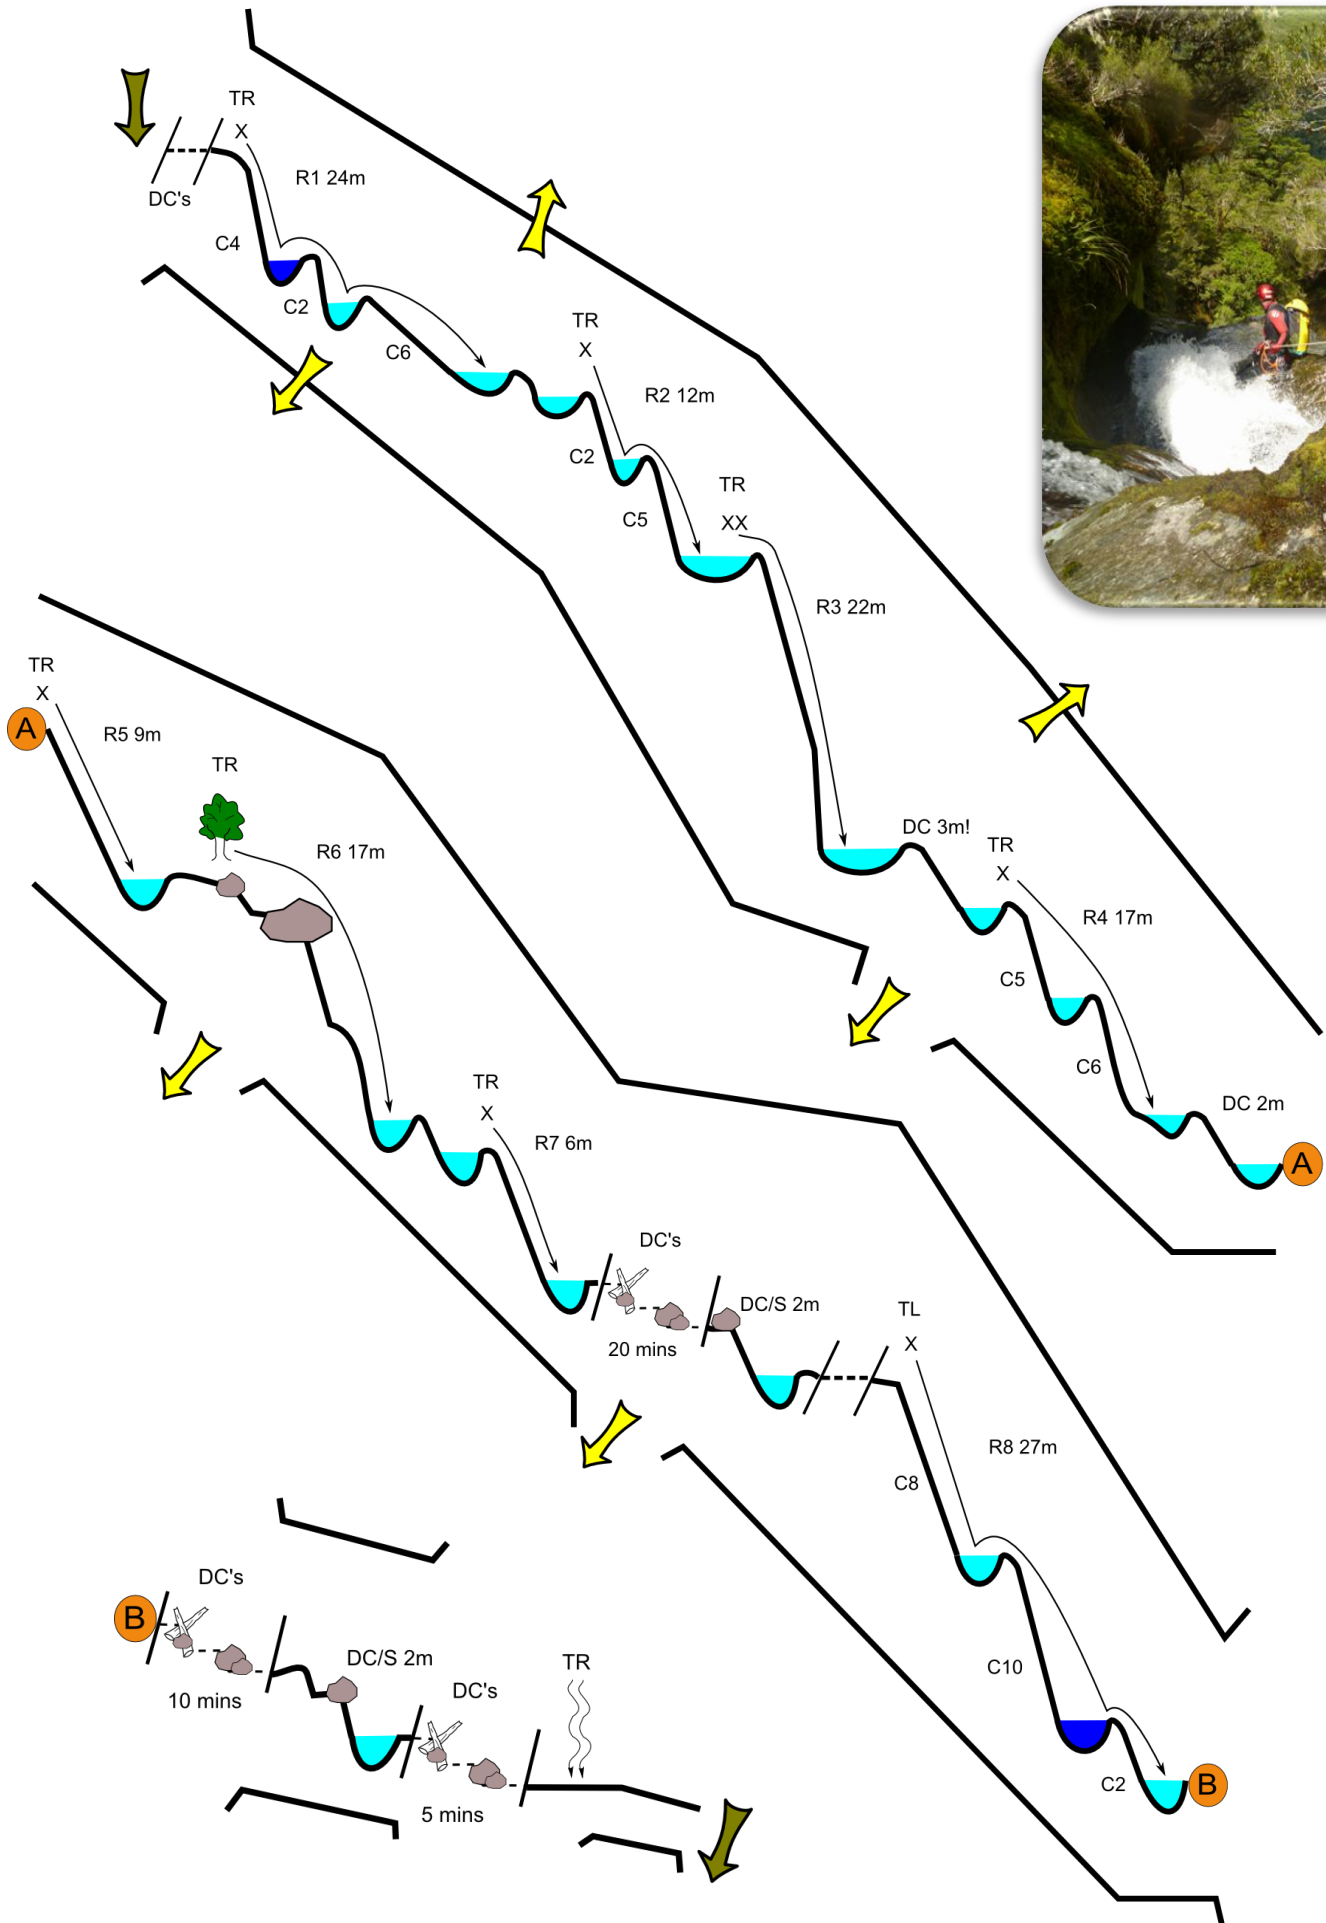 TR
X
R1 24m
DC's
C4
C2
C6
TR
X
R2 12m
C2
C5
TR
XX
R3 22m
DC 3m!
TR
X
R4 17m
C5
C6
DC 2m
A
TR
X
A
R5 9m
TR
R6 17m
TR
X
R7 6m
DC's
20 mins
DC/S 2m
TL
X
R8 27m
C8
C10
C2
B
B
DC's
10 mins
DC/S 2m
DC's
5 mins
TR